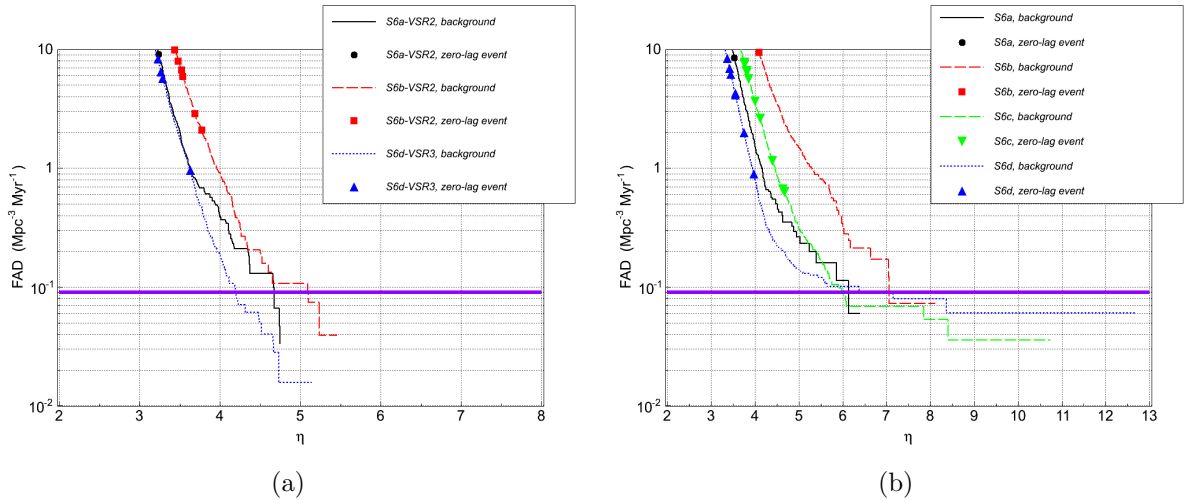 S6a-VSR2, background
S6a-VSR2, zero-lag event
S6b-VSR2, background
S6b-VSR2, zero-lag event
S6d-VSR3, background
S6d-VSR3, zero-lag event
FAD (Mpc⁻³ Myr⁻¹)
10
1
10⁻¹
10⁻²
2 3 4 5 6 7 8
η
(a)
S6a, background
S6a, zero-lag event
S6b, background
S6b, zero-lag event
S6c, background
S6c, zero-lag event
S6d, background
S6d, zero-lag event
FAD (Mpc⁻³ Myr⁻¹)
10
1
10⁻¹
10⁻²
2 3 4 5 6 7 8 9 10 11 12 13
η
(b)